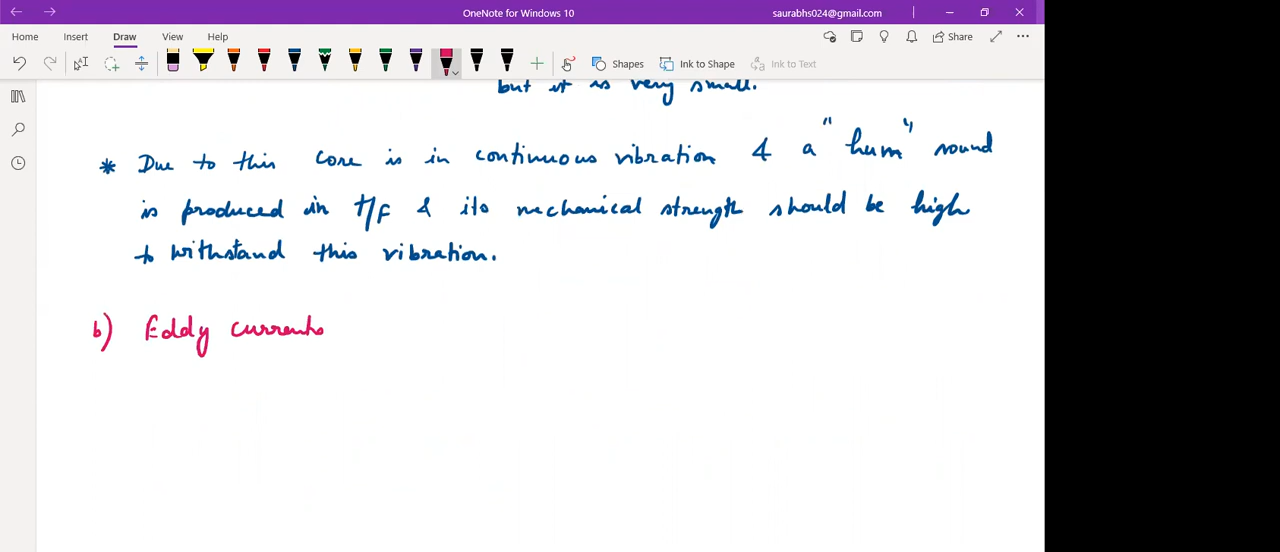 OneNote for Windows 10
saurabhs024@gmail.com
Home Insert Draw View Help
Share
Shapes Ink to Shape Ink to Text
but it is very small.
* Due to this core is in continuous vibration & a "hum" sound
is produced in T/F & its mechanical strength should be high
to withstand this vibration.
b) Eddy currents